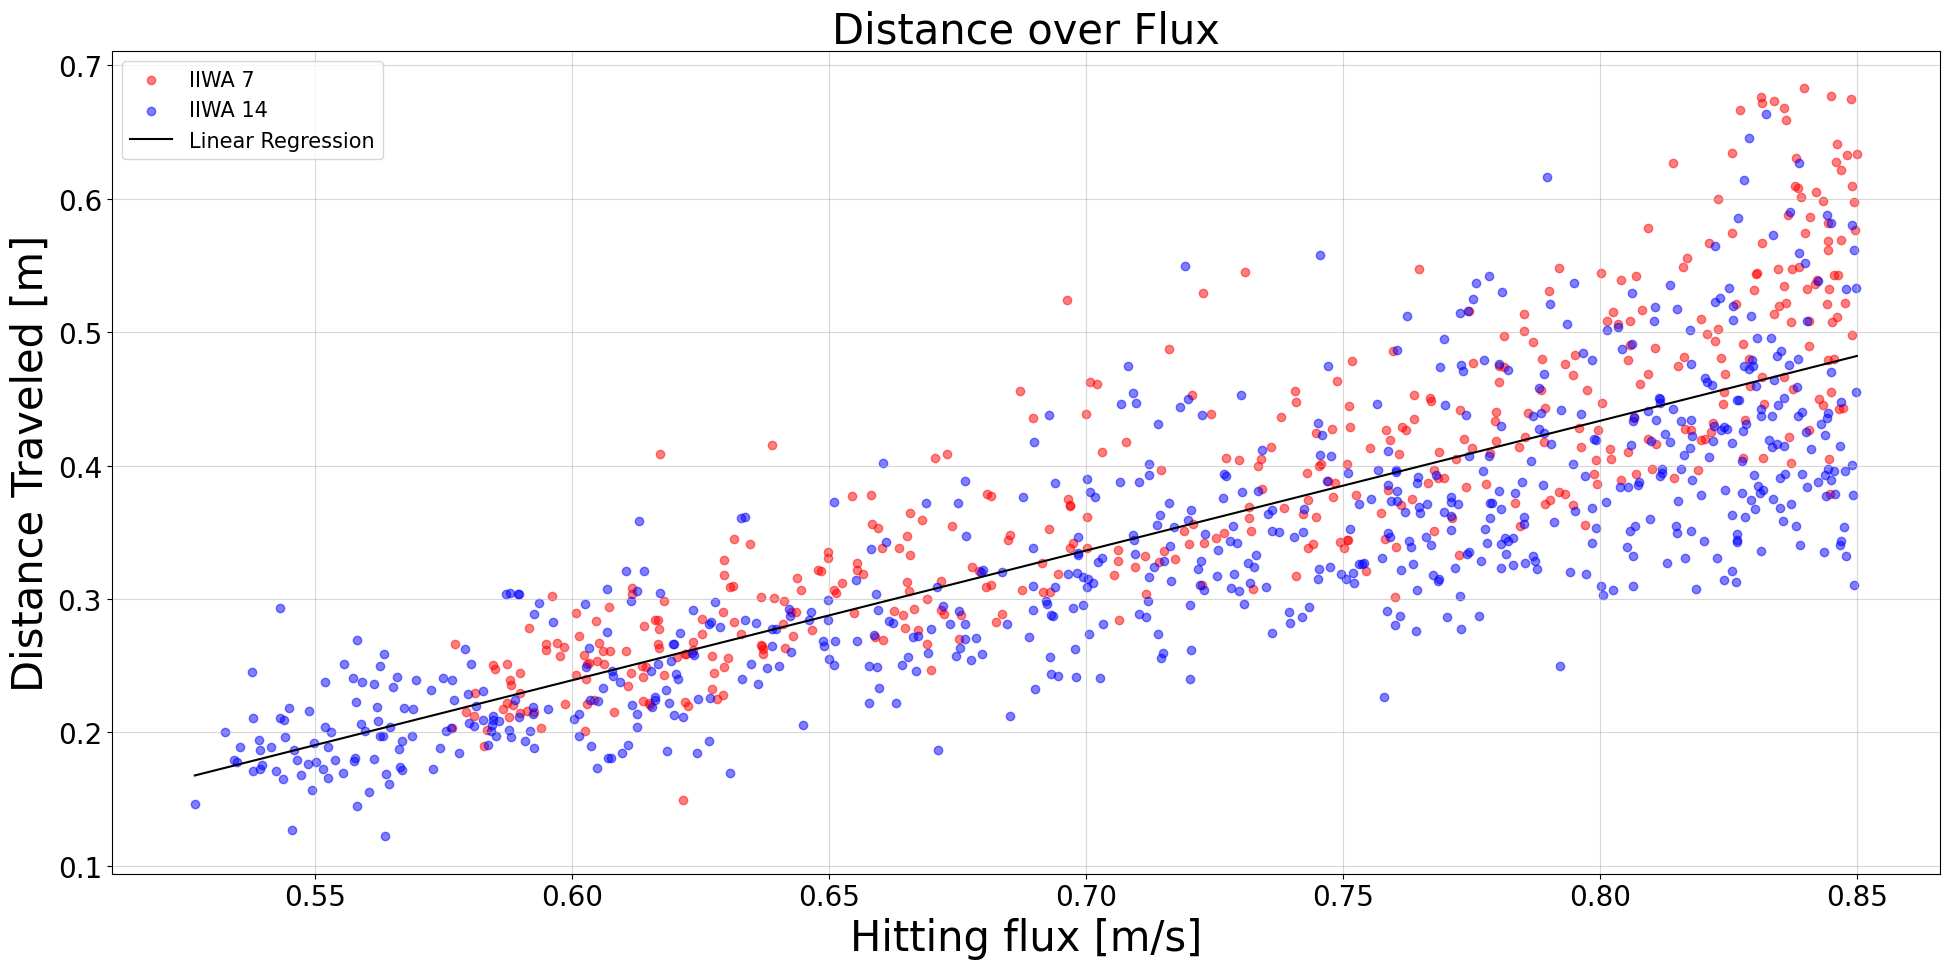 Distance over Flux
IIWA 7
IIWA 14
Linear Regression
Distance Traveled [m]
0.7
0.6
0.5
0.4
0.3
0.2
0.1
0.55 0.60 0.65 0.70 0.75 0.80 0.85
Hitting flux [m/s]